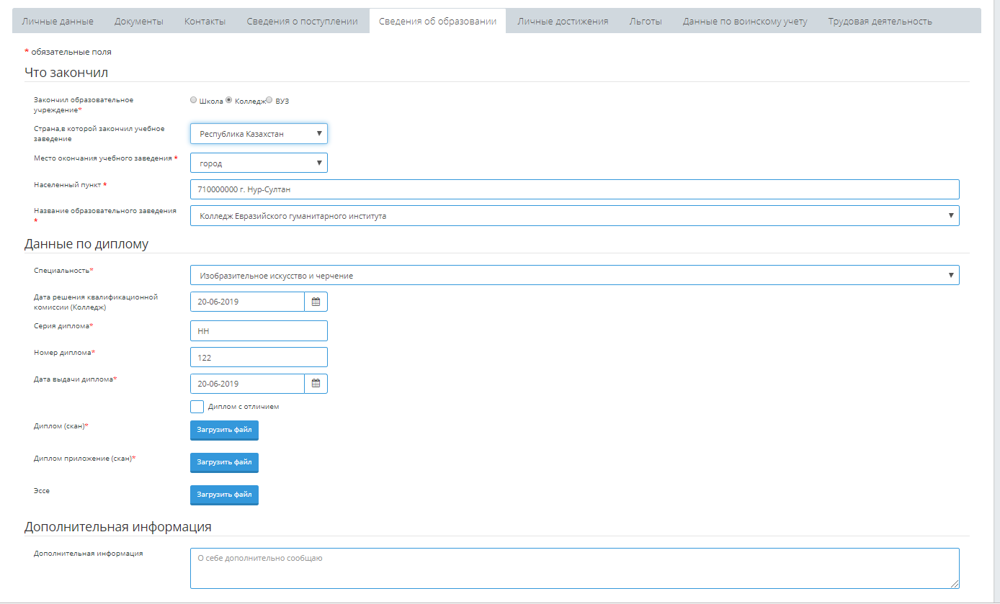 Личные данные Документы Контакты Сведения о поступлении Сведения об образовании Личные достижения Льготы Данные по воинскому учету Трудовая деятельность
* обязательные поля
Что закончил
Закончил образовательное
учреждение*
Школа Колледж ВУЗ
Страна,в которой закончил учебное
заведение
Республика Казахстан
Место окончания учебного заведения *
город
Населенный пункт *
710000000 г. Нур-Султан
Название образовательного заведения
*
Колледж Евразийского гуманитарного института
Данные по диплому
Специальность*
Изобразительное искусство и черчение
Дата решения квалификационной
комиссии (Колледж)
20-06-2019
Серия диплома*
НН
Номер диплома*
122
Дата выдачи диплома*
20-06-2019
Диплом с отличием
Диплом (скан)*
Загрузить файл
Диплом приложение (скан)*
Загрузить файл
Эссе
Загрузить файл
Дополнительная информация
Дополнительная информация
О себе дополнительно сообщаю